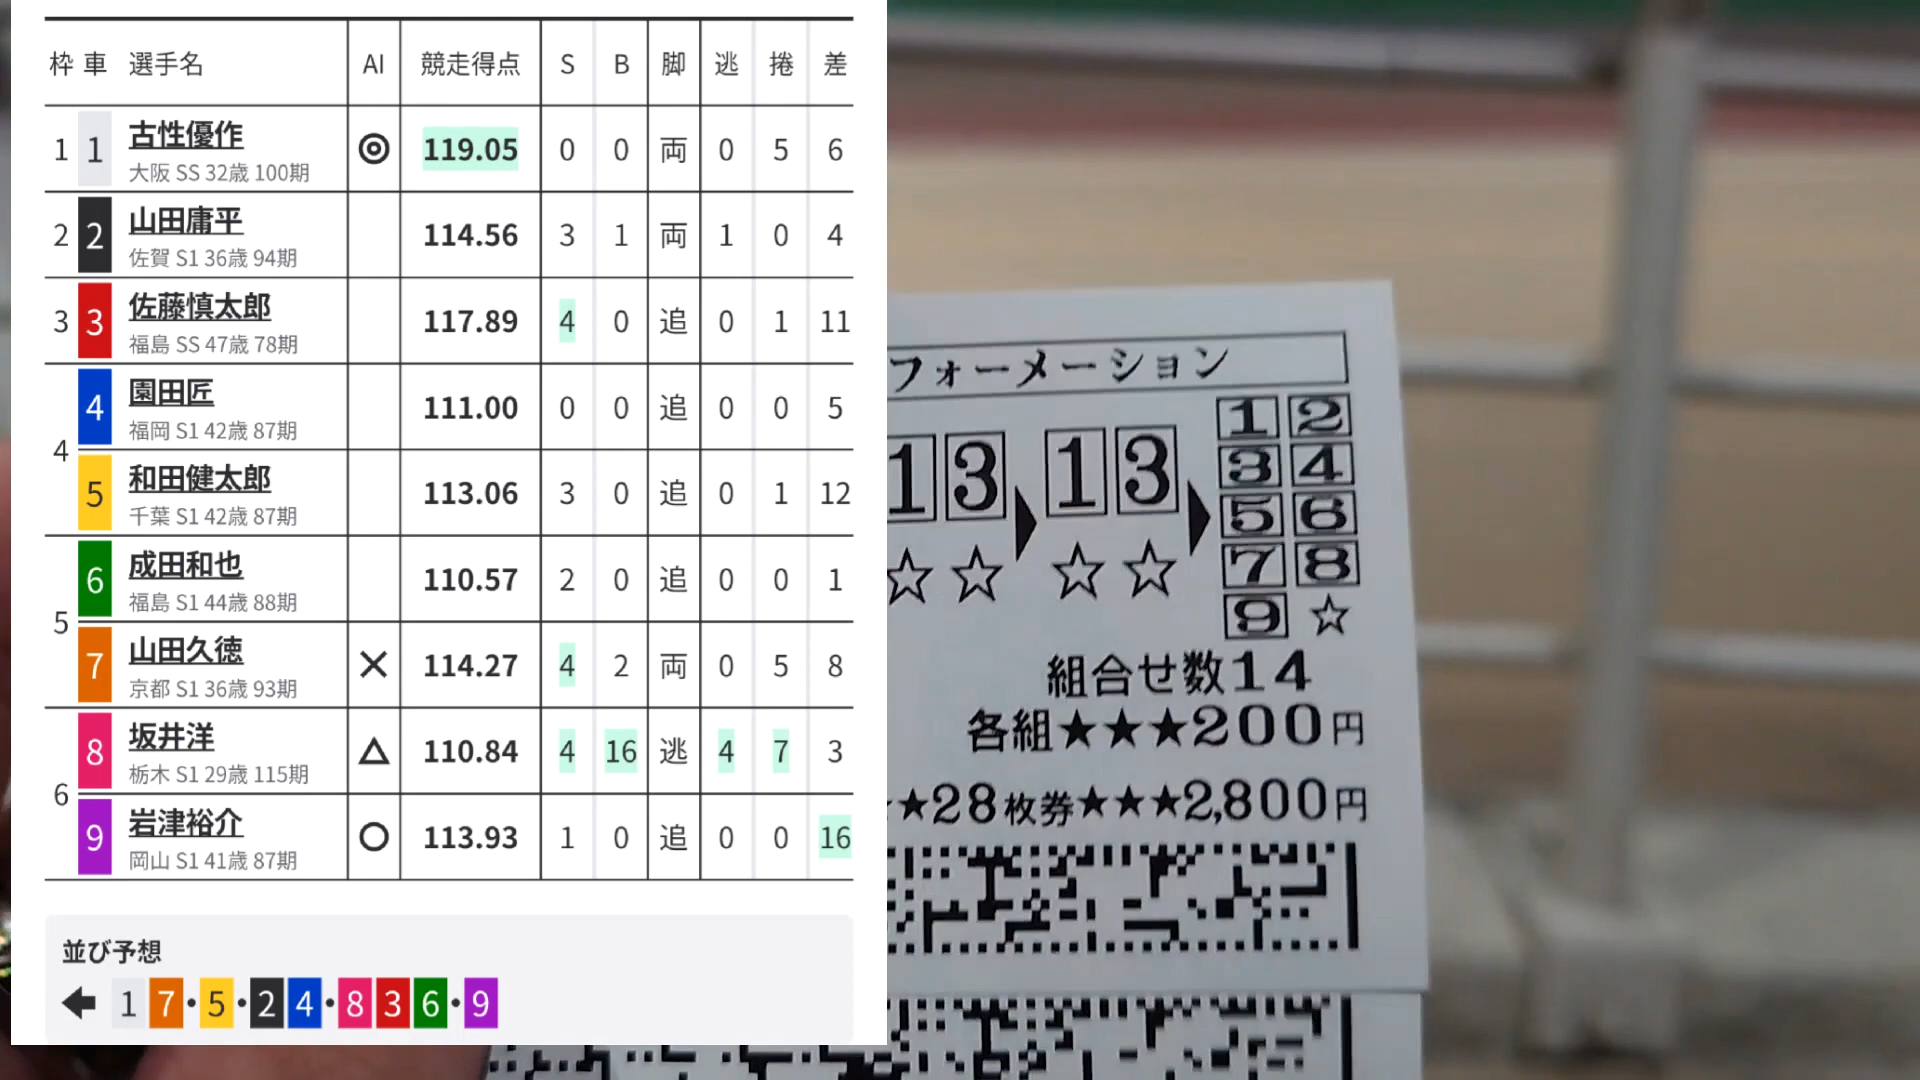 枠 車 選手名 AI 競走得点 S B 脚 逃 捲 差
1 1 古性優作 ◎ 119.05 0 0 両 0 5 6
大阪 SS 32歳 100期
2 2 山田庸平 114.56 3 1 両 1 0 4
佐賀 S1 36歳 94期
3 3 佐藤慎太郎 117.89 4 0 追 0 1 11
福島 SS 47歳 78期
4 4 園田匠 111.00 0 0 追 0 0 5
福岡 S1 42歳 87期
5 和田健太郎 113.06 3 0 追 0 1 12
千葉 S1 42歳 87期
5 6 成田和也 110.57 2 0 追 0 0 1
福島 S1 44歳 88期
7 山田久徳 × 114.27 4 2 両 0 5 8
京都 S1 36歳 93期
6 8 坂井洋 △ 110.84 4 16 逃 4 7 3
栃木 S1 29歳 115期
9 岩津裕介 ○ 113.93 1 0 追 0 0 16
岡山 S1 41歳 87期
並び予想
← 1 7・5・2 4・8 3 6・9
フォーメーション
1 3 ▶ 1 3 ▶ 1 2
3 4
5 6
7 8
9 ☆
☆ ☆ ☆ ☆
組合せ数14
各組★★★200円
★28枚券★★★2,800円